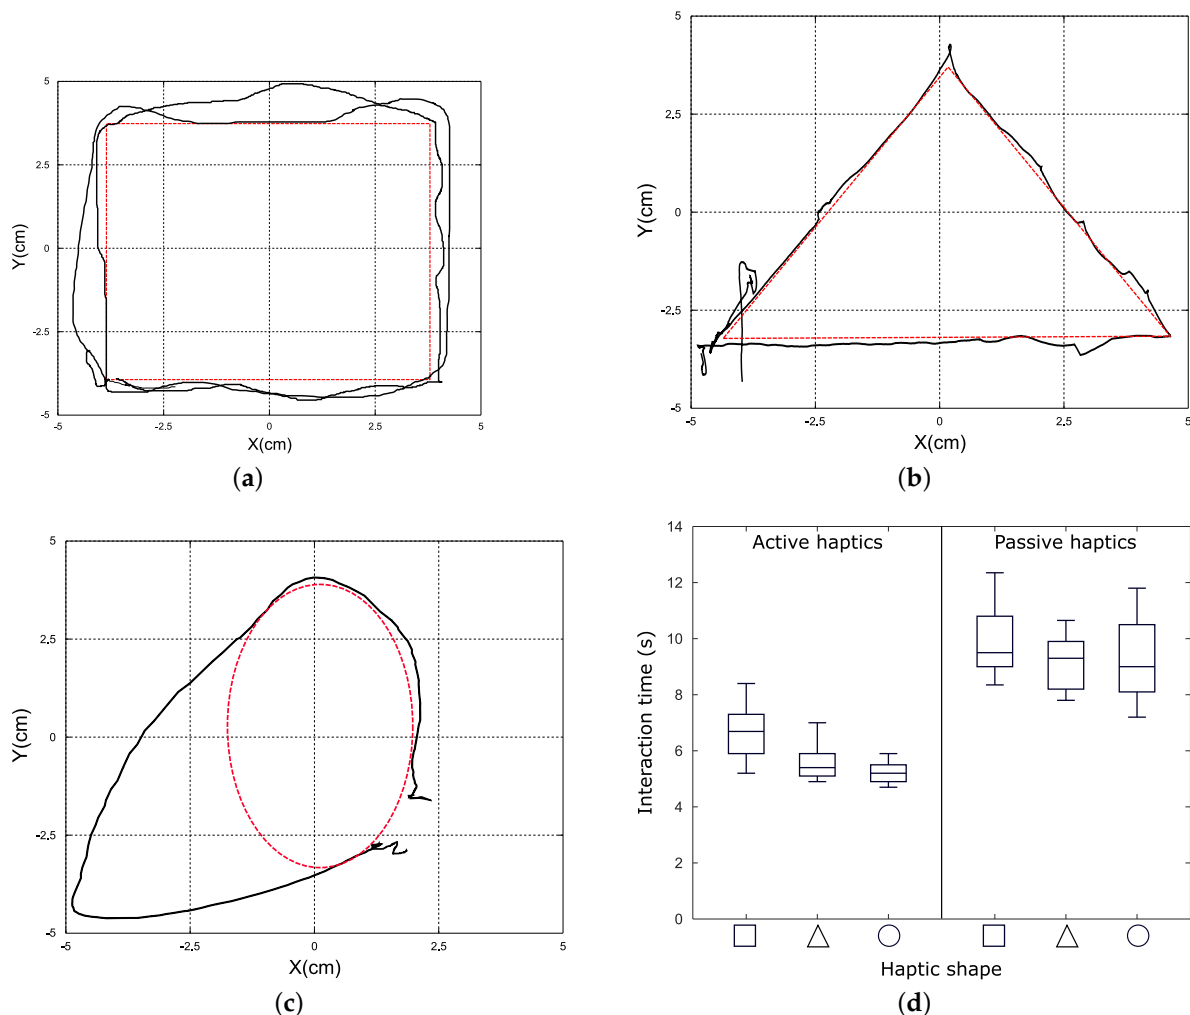 5
2.5
0
-2.5
-5
Y(cm)
-5
-2.5
0
2.5
5
X(cm)
(a)
5
2.5
0
-2.5
-5
Y(cm)
-5
-2.5
0
2.5
5
X(cm)
(b)
5
2.5
0
-2.5
-5
Y(cm)
-5
-2.5
0
2.5
5
X(cm)
(c)
Active haptics
Passive haptics
14
12
10
8
6
4
2
0
Interaction time (s)
Haptic shape
(d)